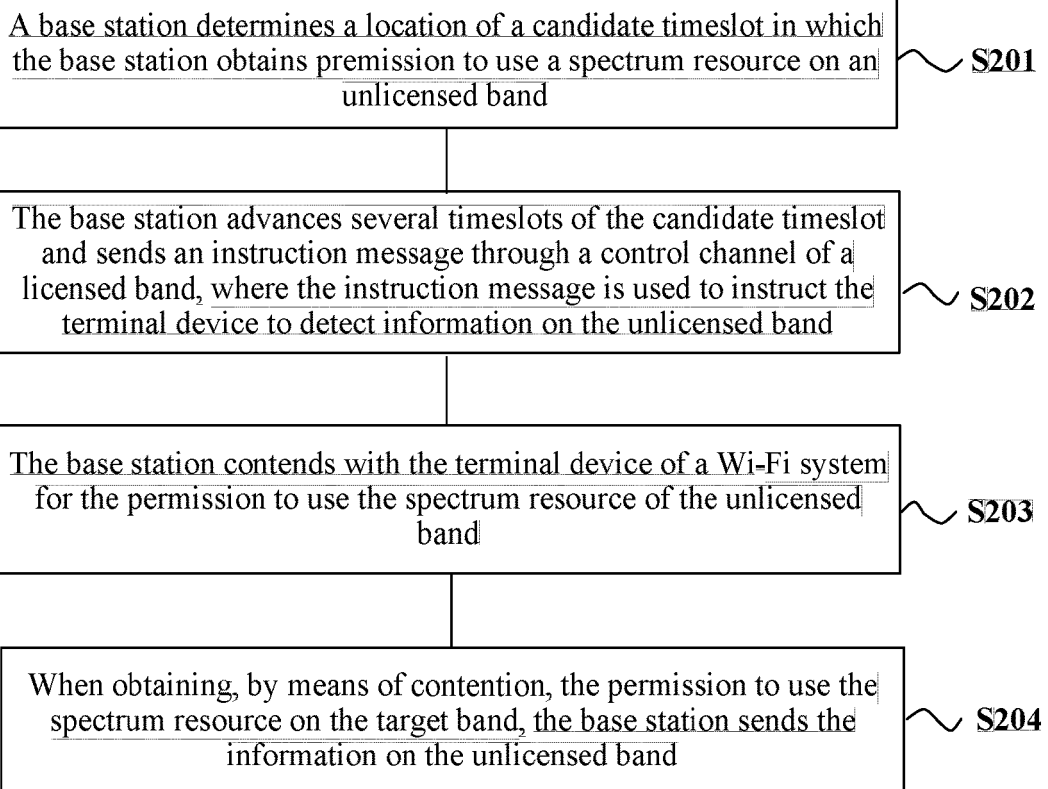 A base station determines a location of a candidate timeslot in which
the base station obtains premission to use a spectrum resource on an
unlicensed band
S201
The base station advances several timeslots of the candidate timeslot
and sends an instruction message through a control channel of a
licensed band, where the instruction message is used to instruct the
terminal device to detect information on the unlicensed band
S202
The base station contends with the terminal device of a Wi-Fi system
for the permission to use the spectrum resource of the unlicensed
band
S203
When obtaining, by means of contention, the permission to use the
spectrum resource on the target band, the base station sends the
information on the unlicensed band
S204